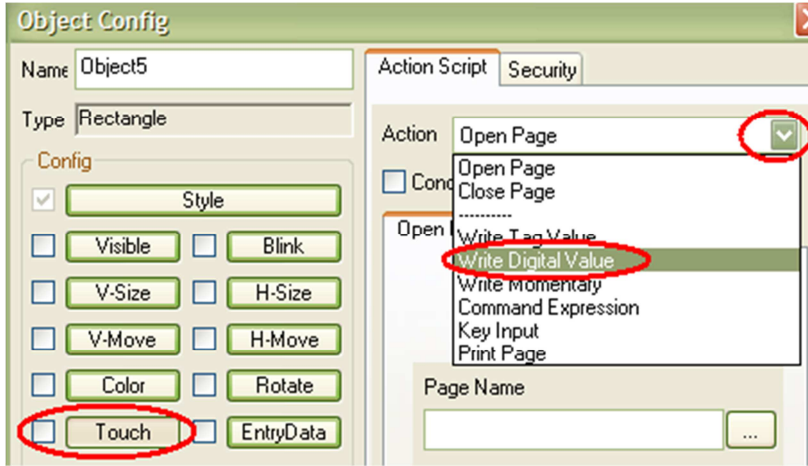 Object Config
Name Object5
Type Rectangle
Config
Style
Visible Blink
V-Size H-Size
V-Move H-Move
Color Rotate
Touch EntryData
Action Script Security
Action Open Page
Open Page
Close Page
----------
Write Tag Value
Write Digital Value
Write Momentary
Command Expression
Key Input
Print Page
Cond
Open
Page Name
...